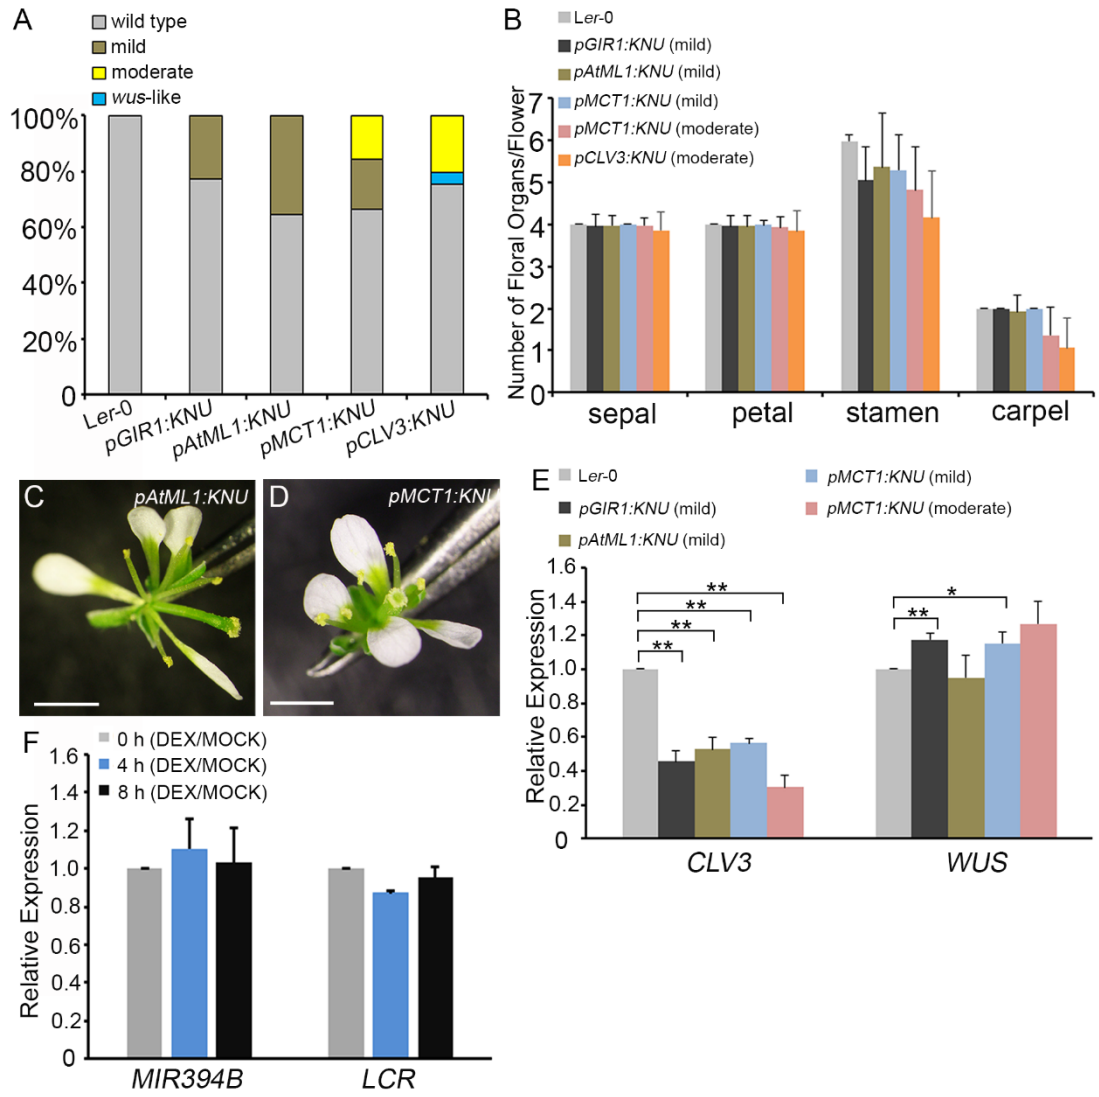 A
wild type
mild
moderate
wus-like
100%
80%
60%
40%
20%
0
Ler-0
pGIR1:KNU
pAtML1:KNU
pMCT1:KNU
pCLV3:KNU
B
Ler-0
pGIR1:KNU (mild)
pAtML1:KNU (mild)
pMCT1:KNU (mild)
pMCT1:KNU (moderate)
pCLV3:KNU (moderate)
Number of Floral Organs/Flower
7
6
5
4
3
2
1
0
sepal petal stamen carpel
C
pAtML1:KNU
D
pMCT1:KNU
E
Ler-0
pGIR1:KNU (mild)
pAtML1:KNU (mild)
pMCT1:KNU (mild)
pMCT1:KNU (moderate)
Relative Expression
1.6
1.4
1.2
1.0
0.8
0.6
0.4
0.2
0
**
**
**
**
**
*
CLV3 WUS
F
0 h (DEX/MOCK)
4 h (DEX/MOCK)
8 h (DEX/MOCK)
Relative Expression
1.6
1.4
1.2
1.0
0.8
0.6
0.4
0.2
0
MIR394B LCR